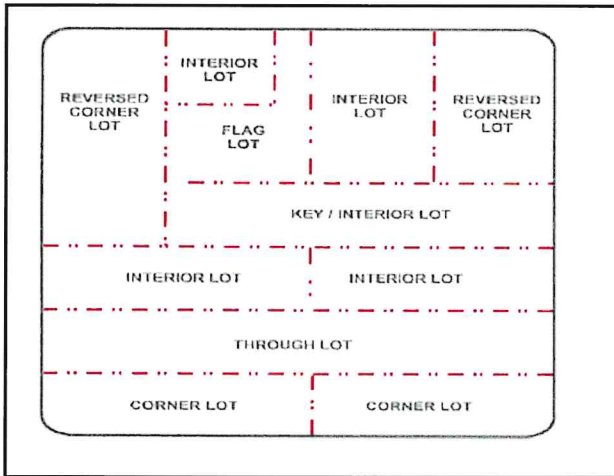 INTERIOR
LOT
REVERSED
CORNER
LOT
FLAG
LOT
INTERIOR
LOT
REVERSED
CORNER
LOT
KEY / INTERIOR LOT
INTERIOR LOT
INTERIOR LOT
THROUGH LOT
CORNER LOT
CORNER LOT